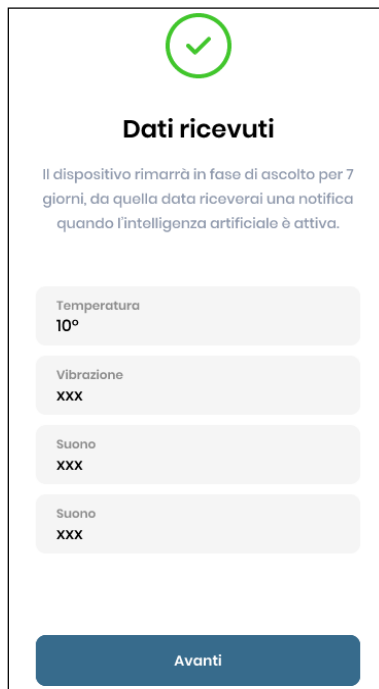 Dati ricevuti
Il dispositivo rimarrà in fase di ascolto per 7
giorni, da quella data riceverai una notifica
quando l'intelligenza artificiale è attiva.
Temperatura
10°
Vibrazione
xxx
Suono
xxx
Suono
xxx
Avanti